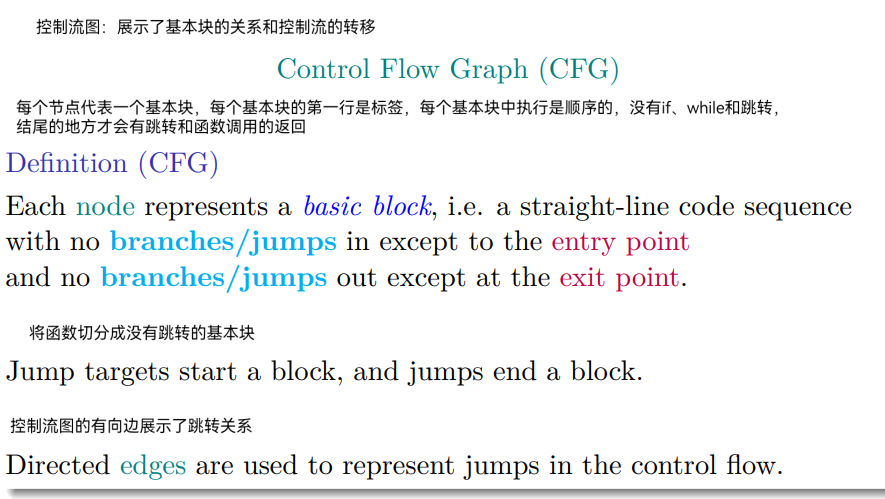 控制流图：展示了基本块的关系和控制流的转移
Control Flow Graph (CFG)
每个节点代表一个基本块，每个基本块的第一行是标签，每个基本块中执行是顺序的，没有if、while和跳转，
结尾的地方才会有跳转和函数调用的返回
Definition (CFG)
Each node represents a basic block, i.e. a straight-line code sequence
with no branches/jumps in except to the entry point
and no branches/jumps out except at the exit point.
将函数切分成没有跳转的基本块
Jump targets start a block, and jumps end a block.
控制流图的有向边展示了跳转关系
Directed edges are used to represent jumps in the control flow.